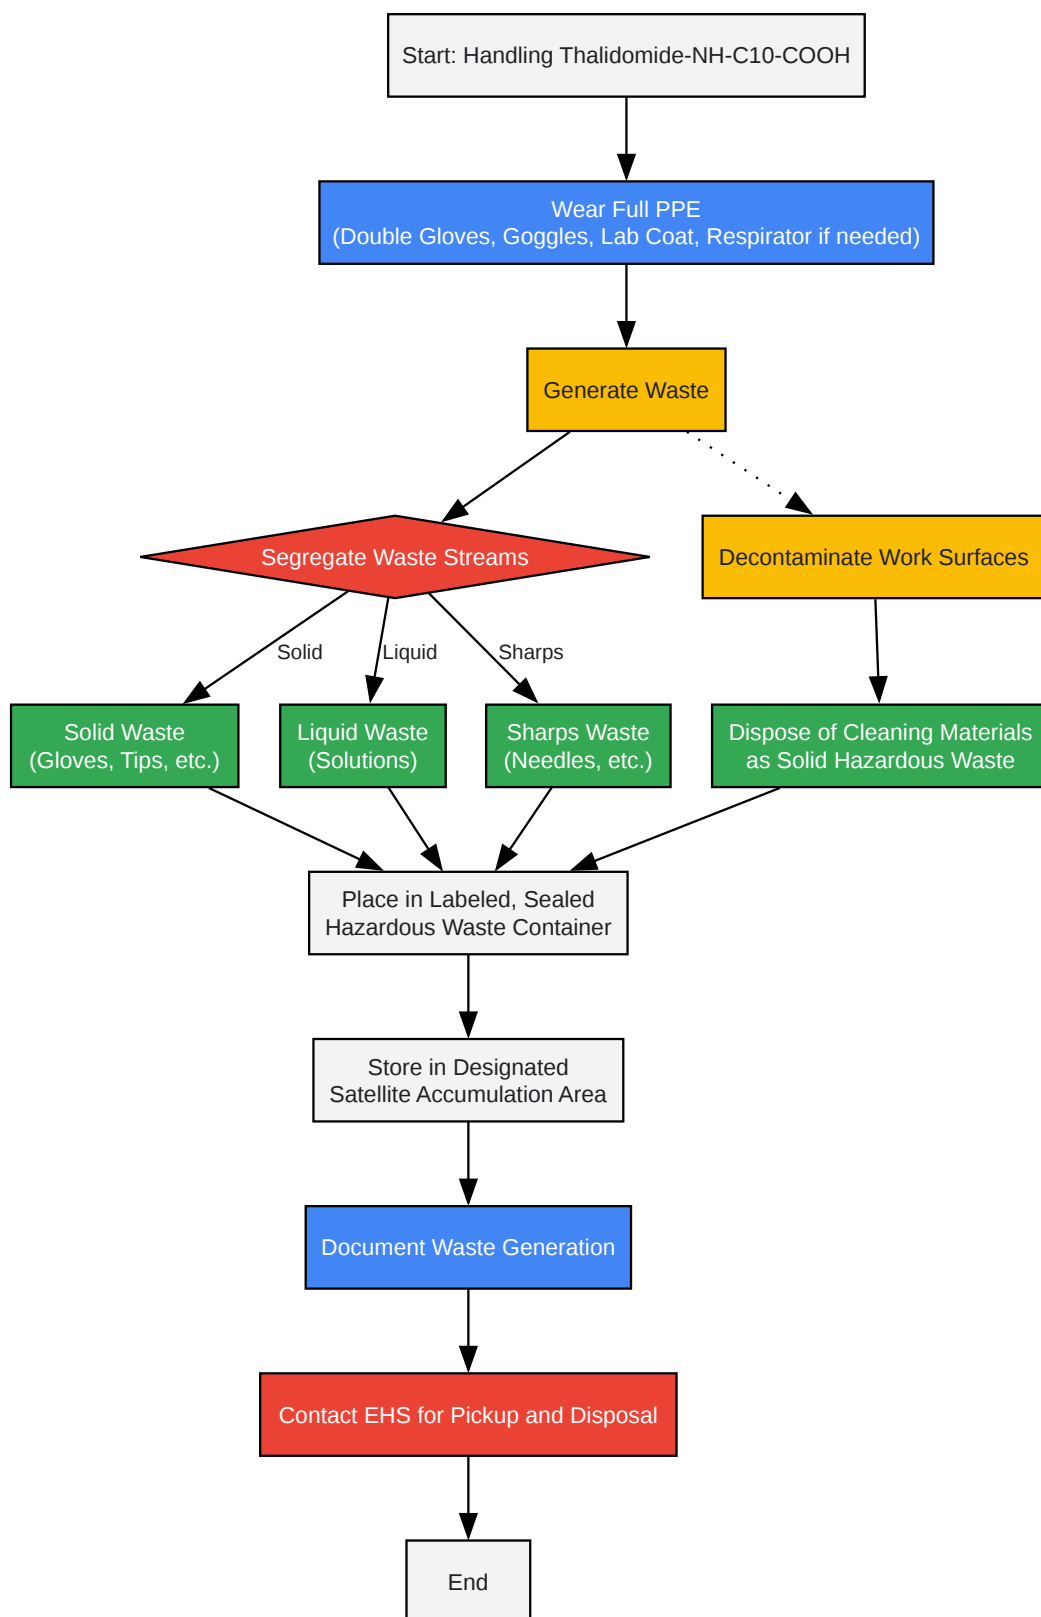 Start: Handling Thalidomide-NH-C10-COOH
Wear Full PPE
(Double Gloves, Goggles, Lab Coat, Respirator if needed)
Generate Waste
Segregate Waste Streams
Decontaminate Work Surfaces
Solid
Liquid
Sharps
Solid Waste
(Gloves, Tips, etc.)
Liquid Waste
(Solutions)
Sharps Waste
(Needles, etc.)
Dispose of Cleaning Materials
as Solid Hazardous Waste
Place in Labeled, Sealed
Hazardous Waste Container
Store in Designated
Satellite Accumulation Area
Document Waste Generation
Contact EHS for Pickup and Disposal
End